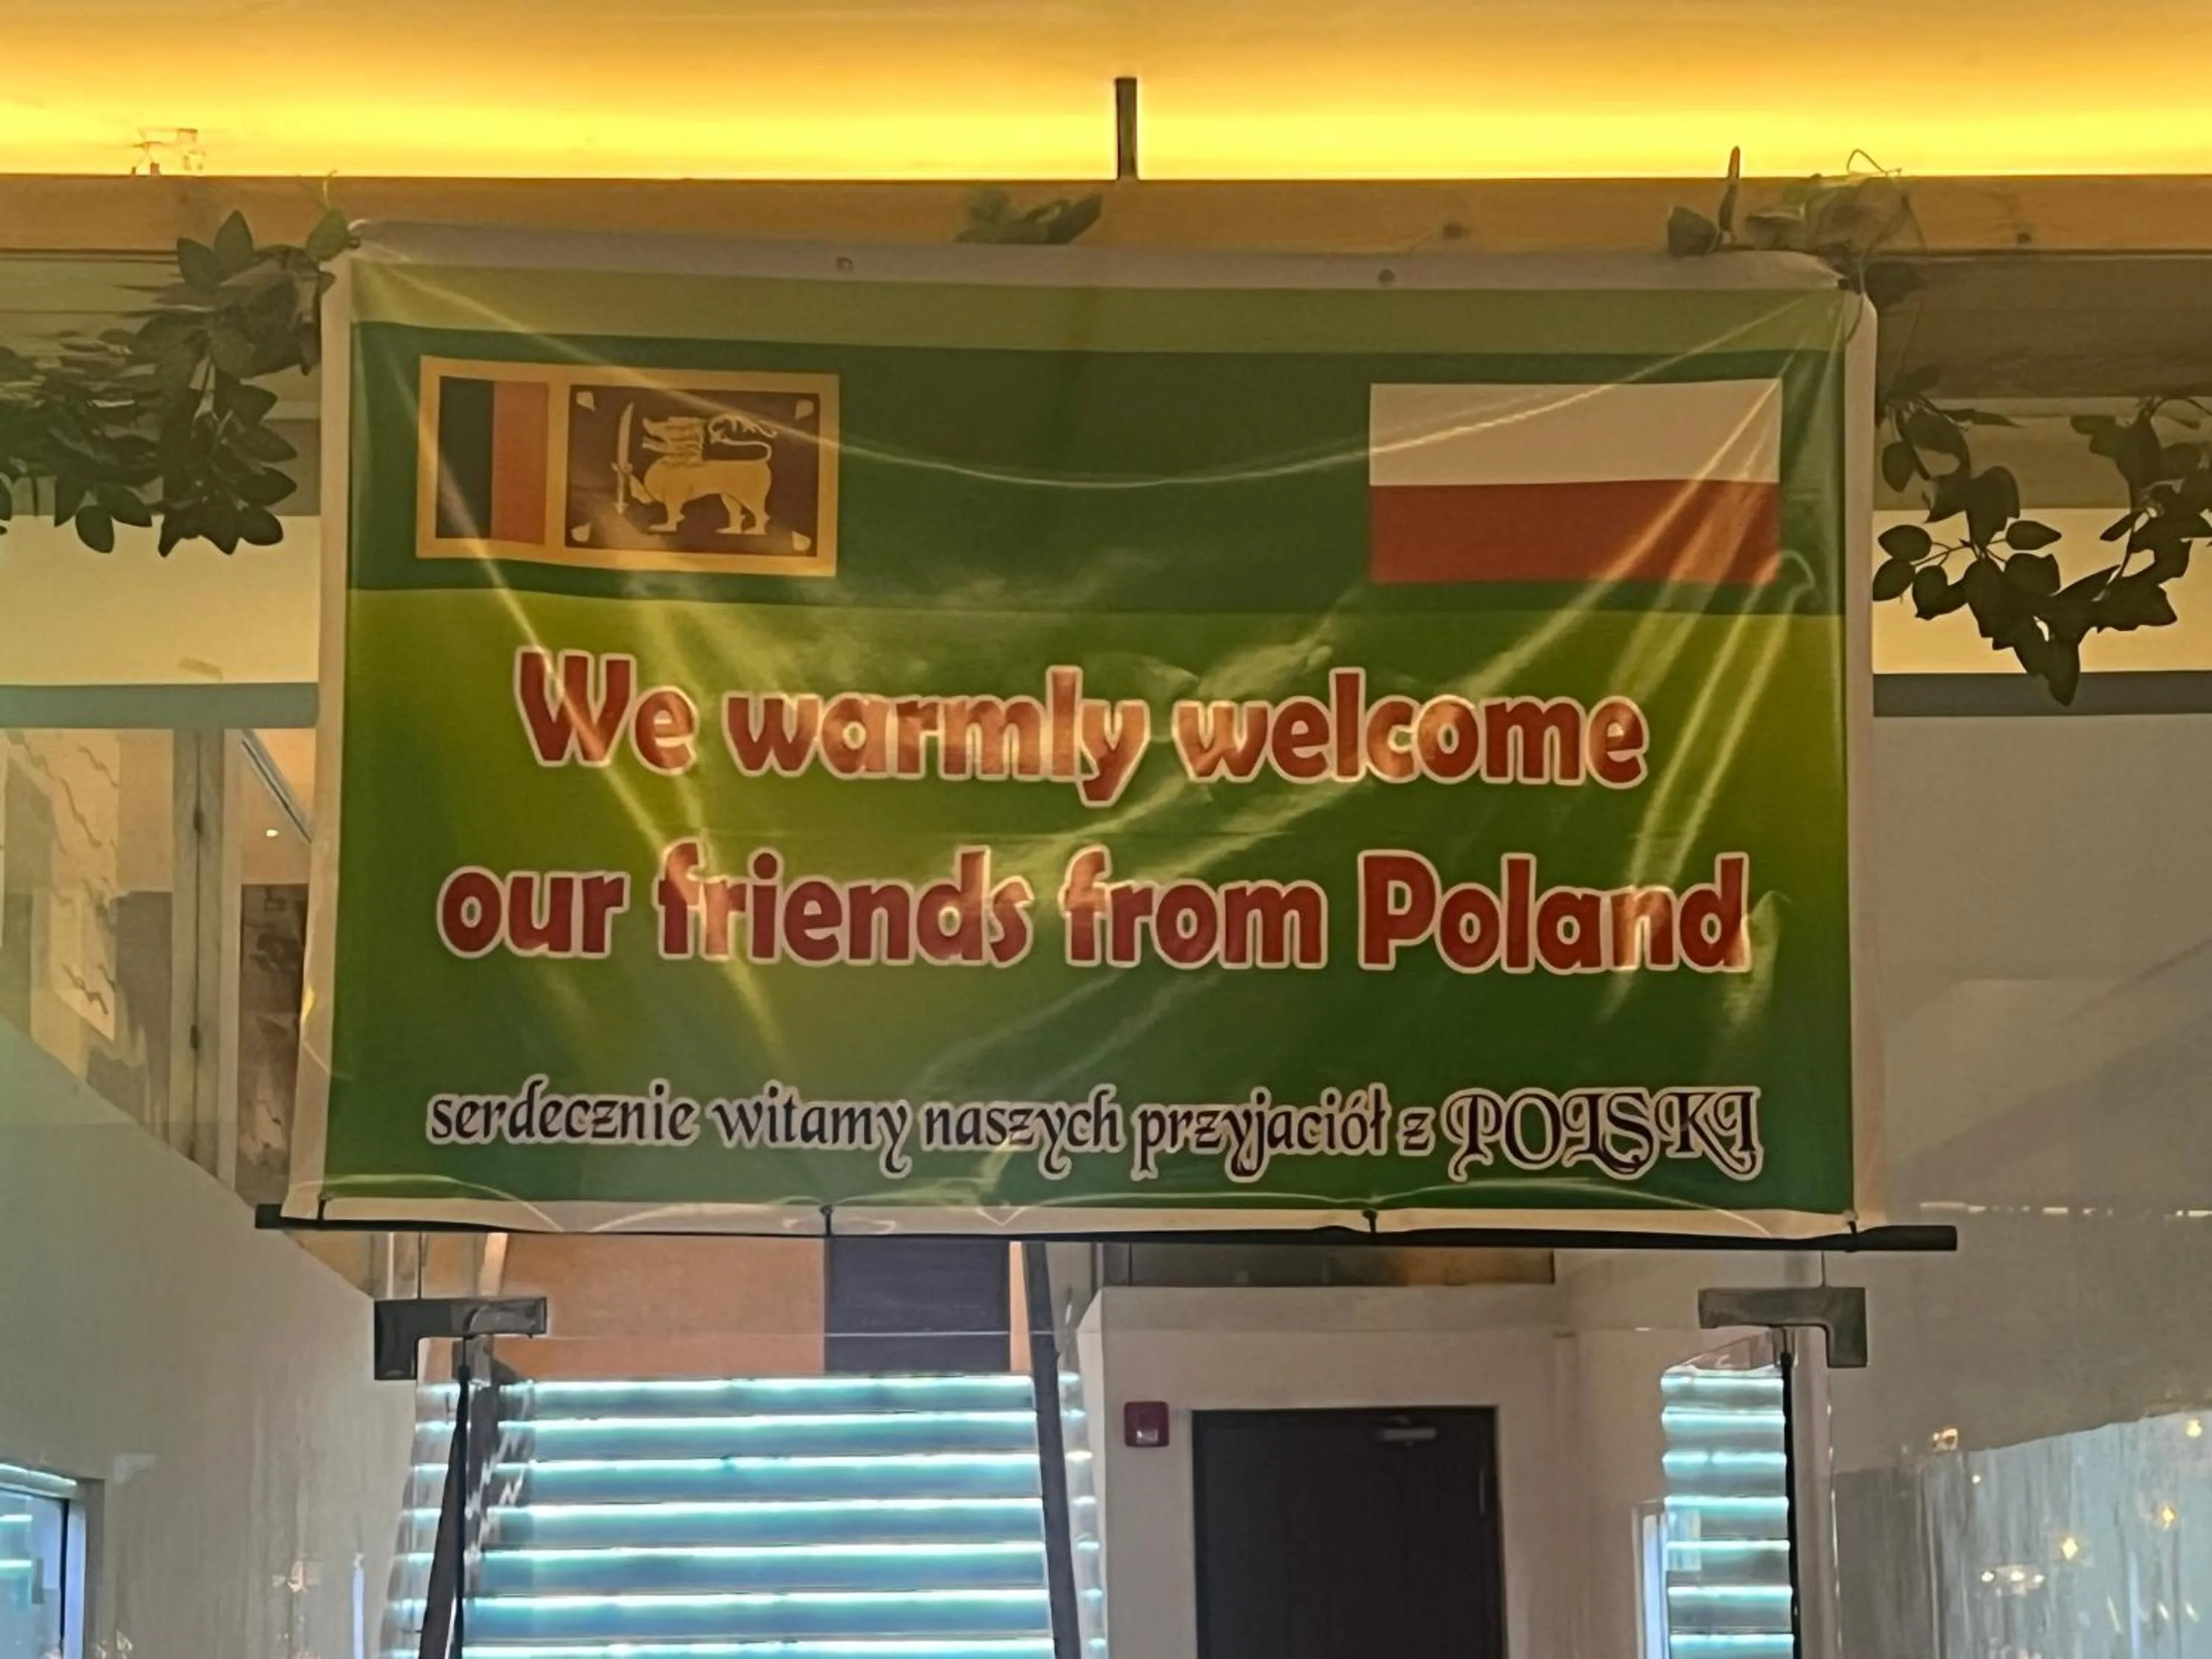 We warmly welcome
our friends from Poland
serdecznie witamy naszych przyjaciół z POLSKI